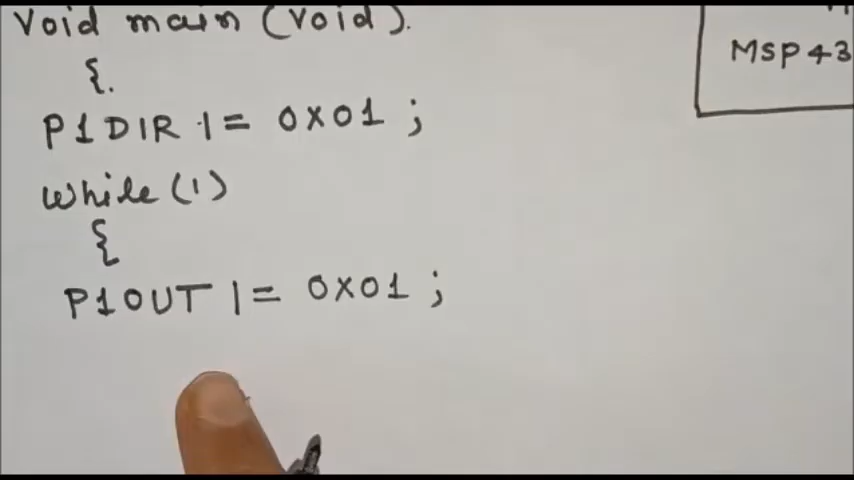 Void main (void).
{.
P1DIR |= 0x01 ;
while (1)
{
P1OUT |= 0x01 ;
MSP43